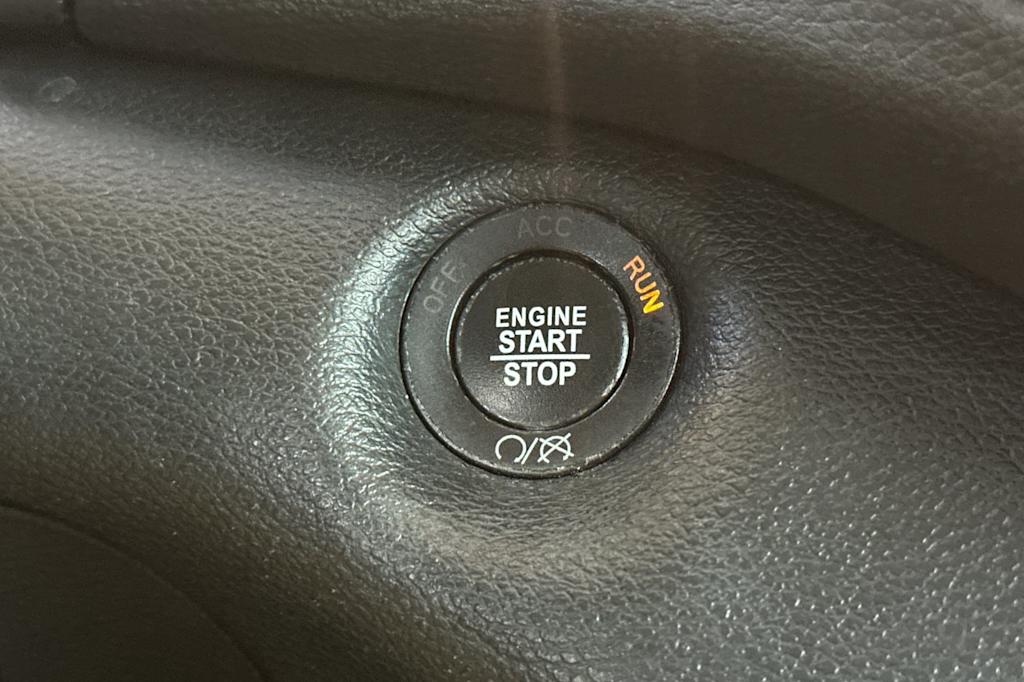 ACC
OFF
RUN
ENGINE
START
STOP